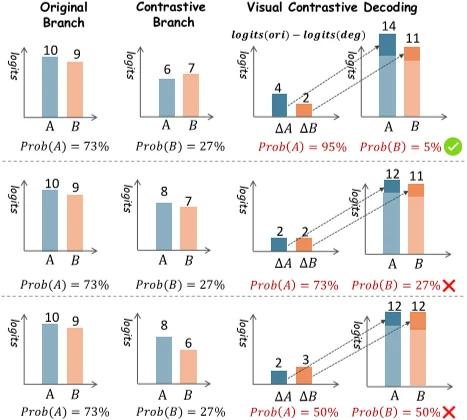 Original Branch
Contrastive Branch
Visual Contrastive Decoding
logits(ori) − logits(deg)
logits
10
9
A
B
logits
6
7
A
B
logits
4
2
ΔA
ΔB
logits
14
11
A
B
Prob(A) = 73%
Prob(B) = 27%
Prob(A) = 95%
Prob(B) = 5%
logits
10
9
A
B
logits
8
7
A
B
logits
2
2
ΔA
ΔB
logits
12
11
A
B
Prob(A) = 73%
Prob(B) = 27%
Prob(A) = 73%
Prob(B) = 27%
logits
10
9
A
B
logits
8
6
A
B
logits
2
3
ΔA
ΔB
logits
12
12
A
B
Prob(A) = 73%
Prob(B) = 27%
Prob(A) = 50%
Prob(B) = 50%